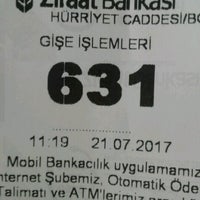 Ziraat Bankası
HÜRRİYET CADDESİ/BO
GİŞE İŞLEMLERİ
631
11:19 21.07.2017
Mobil Bankacılık uygulamamız
nternet Şubemiz, Otomatik Öde
Talimatı ve ATM'lerimiz